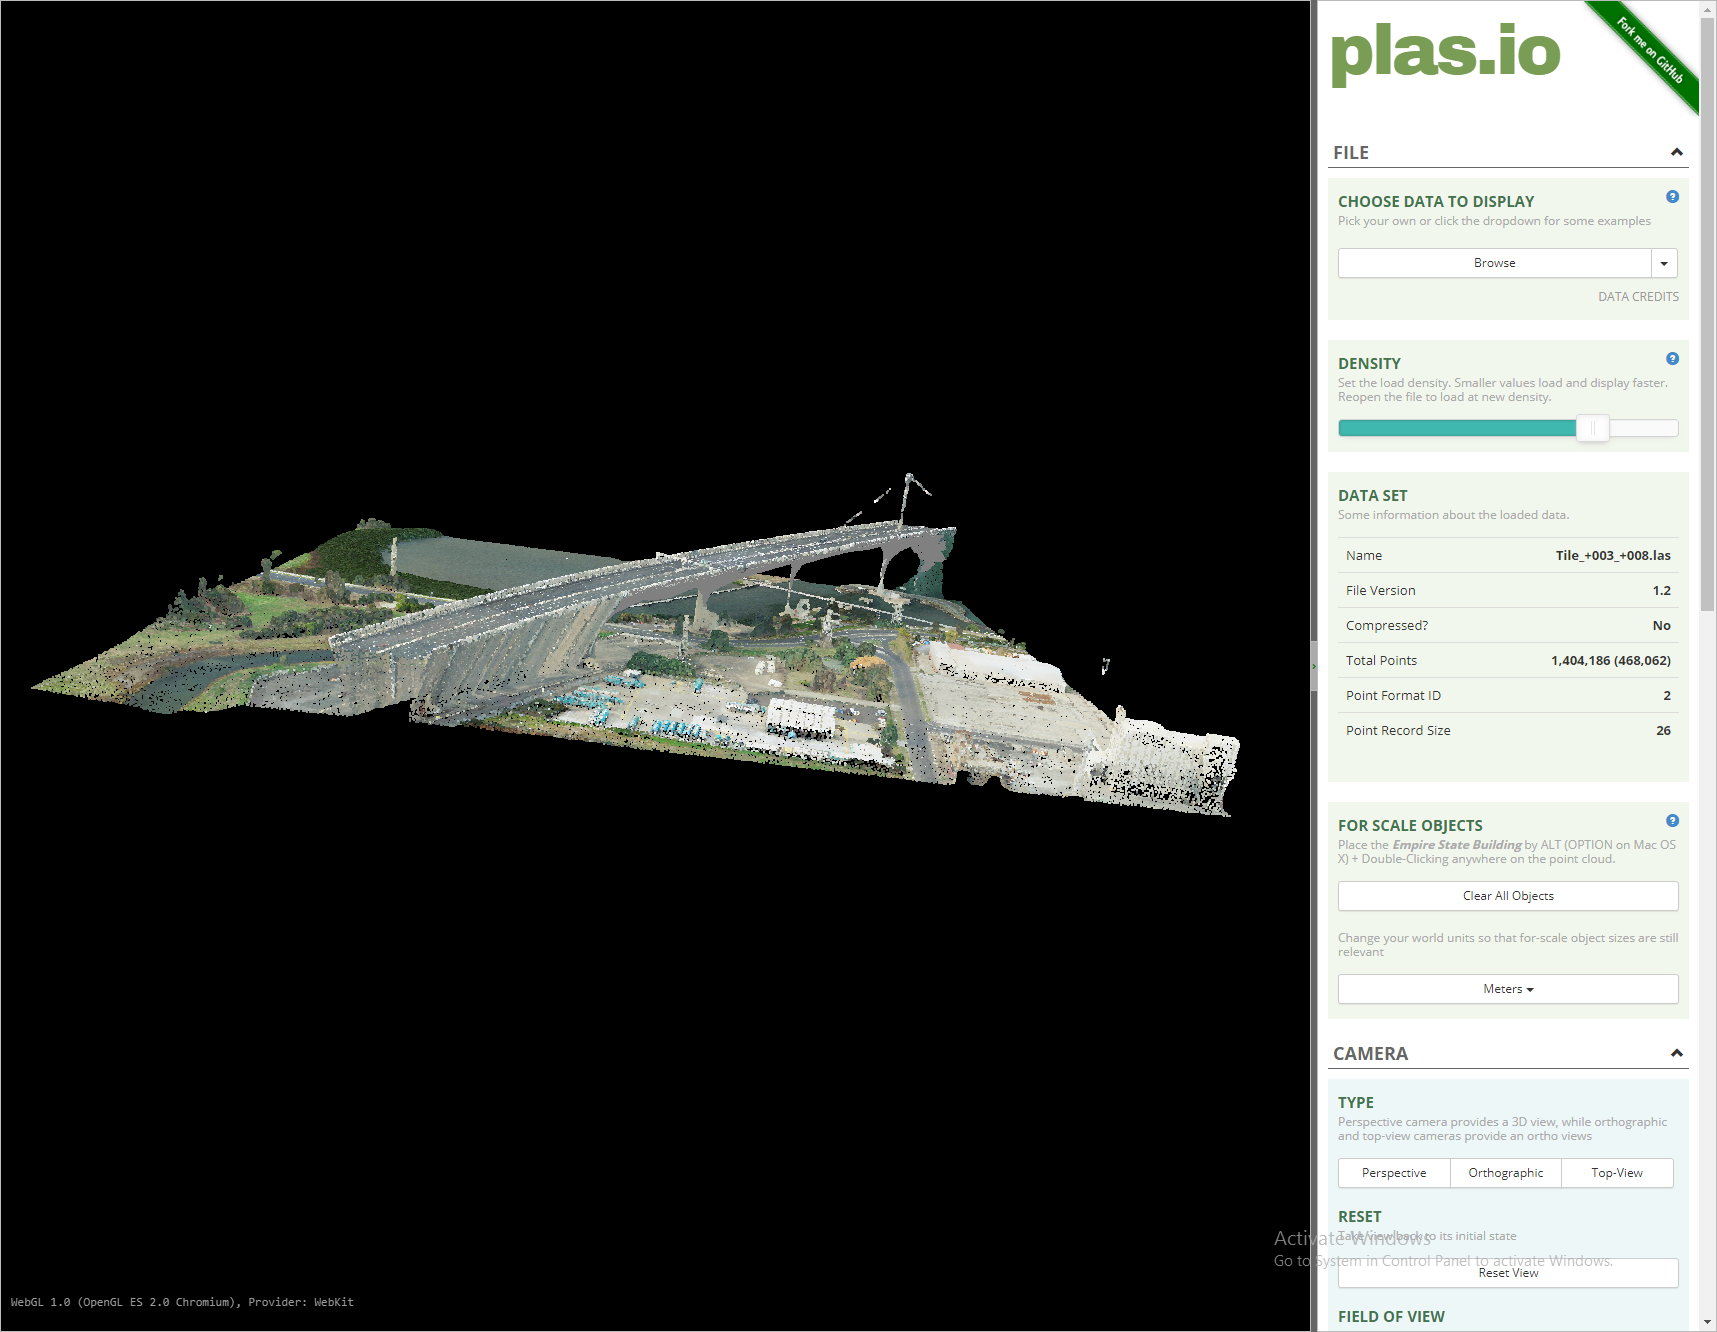 plas.io
Fork me on GitHub
FILE
CHOOSE DATA TO DISPLAY
Pick your own or click the dropdown for some examples
Browse
DATA CREDITS
DENSITY
Set the load density. Smaller values load and display faster.
Reopen the file to load at new density.
DATA SET
Some information about the loaded data.
Name Tile_+003_+008.las
File Version 1.2
Compressed? No
Total Points 1,404,186 (468,062)
Point Format ID 2
Point Record Size 26
FOR SCALE OBJECTS
Place the Empire State Building by ALT (OPTION on Mac OS
X) + Double-Clicking anywhere on the point cloud.
Clear All Objects
Change your world units so that for-scale object sizes are still
relevant
Meters
CAMERA
TYPE
Perspective camera provides a 3D view, while orthographic
and top-view cameras provide an ortho views
Perspective Orthographic Top-View
RESET
Take view back to its initial state
Reset View
FIELD OF VIEW
Activate Windows
Go to System in Control Panel to activate Windows.
WebGL 1.0 (OpenGL ES 2.0 Chromium), Provider: WebKit